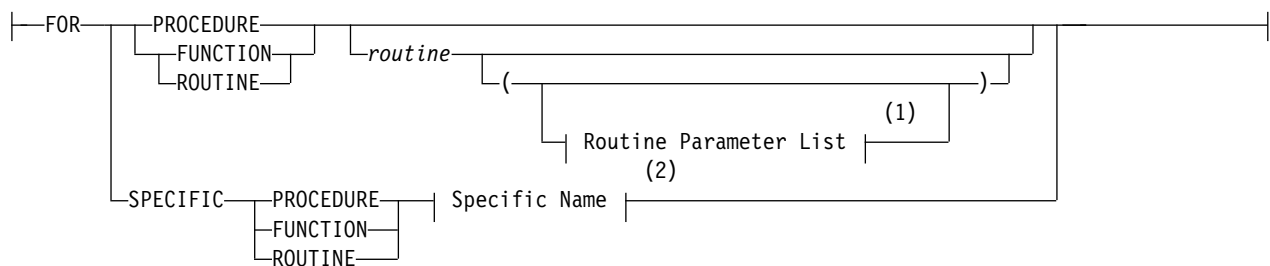 FOR PROCEDURE
FUNCTION routine
ROUTINE ( )
(1)
Routine Parameter List
(2)
SPECIFIC PROCEDURE Specific Name
FUNCTION
ROUTINE